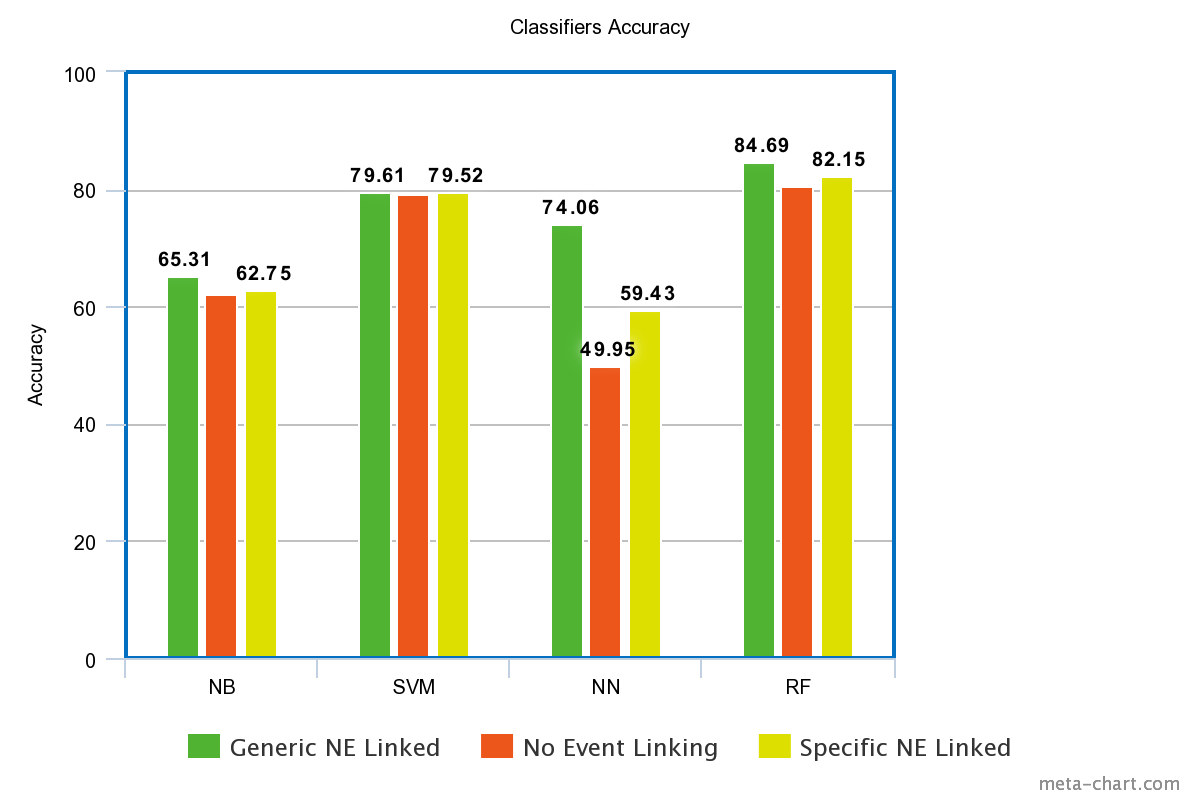 Classifiers Accuracy
100
80
60
40
20
0
Accuracy
65.31
62.75
79.61
79.52
74.06
49.95
59.43
84.69
82.15
NB
SVM
NN
RF
Generic NE Linked
No Event Linking
Specific NE Linked
meta-chart.com